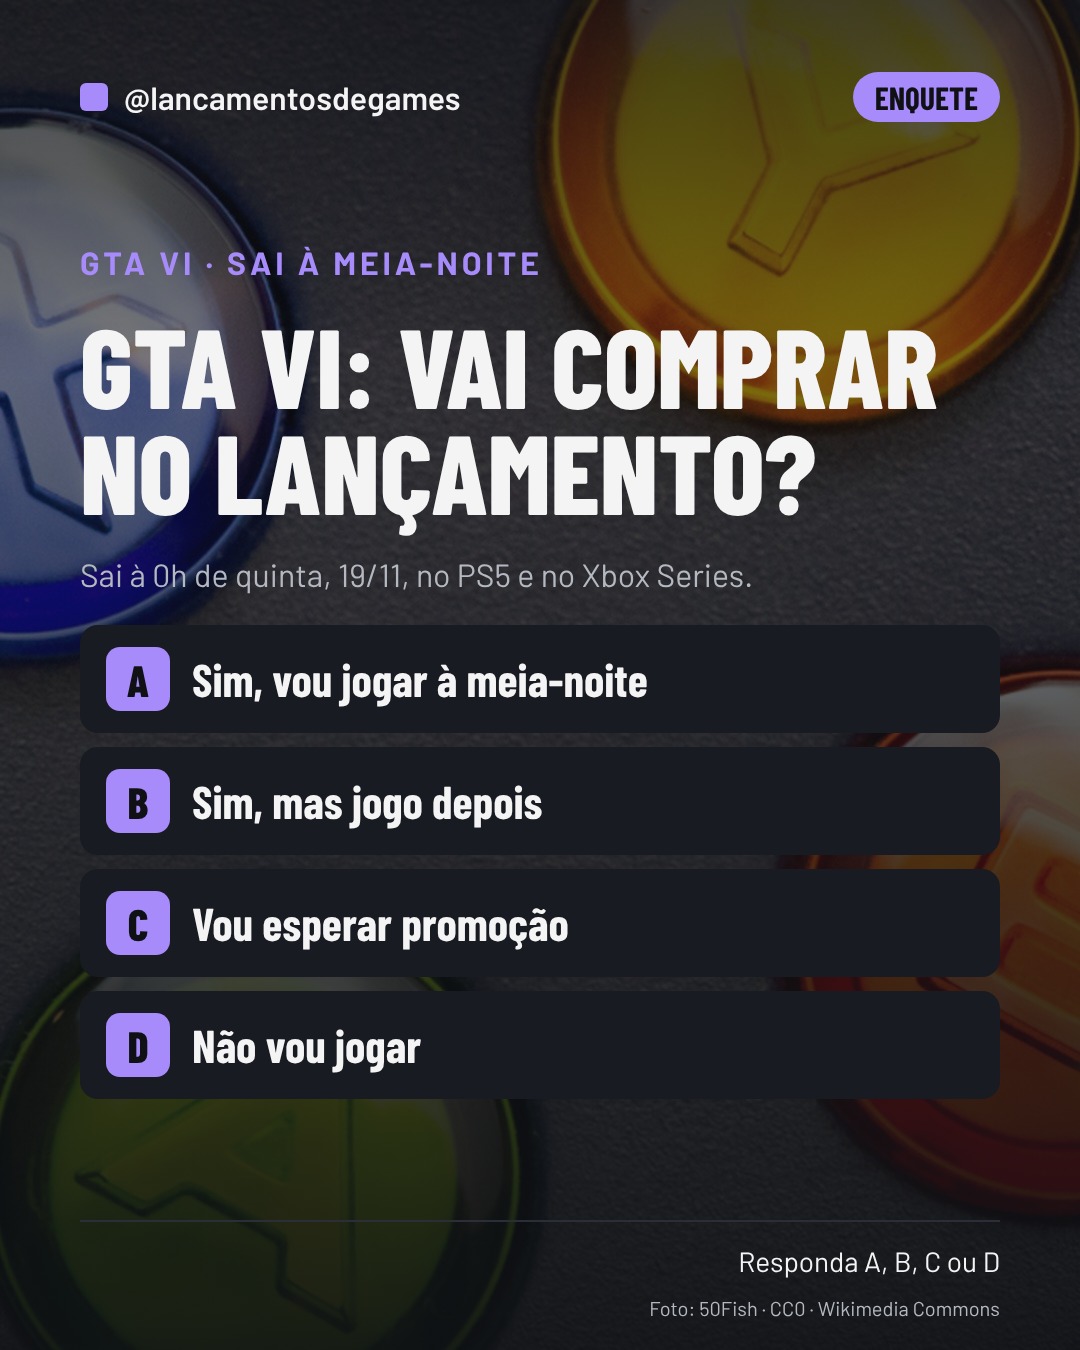 @lancamentosdegames
ENQUETE
GTA VI · SAI À MEIA-NOITE
GTA VI: VAI COMPRAR
NO LANÇAMENTO?
Sai à 0h de quinta, 19/11, no PS5 e no Xbox Series.
A Sim, vou jogar à meia-noite
B Sim, mas jogo depois
C Vou esperar promoção
D Não vou jogar
Responda A, B, C ou D
Foto: 50Fish · CC0 · Wikimedia Commons